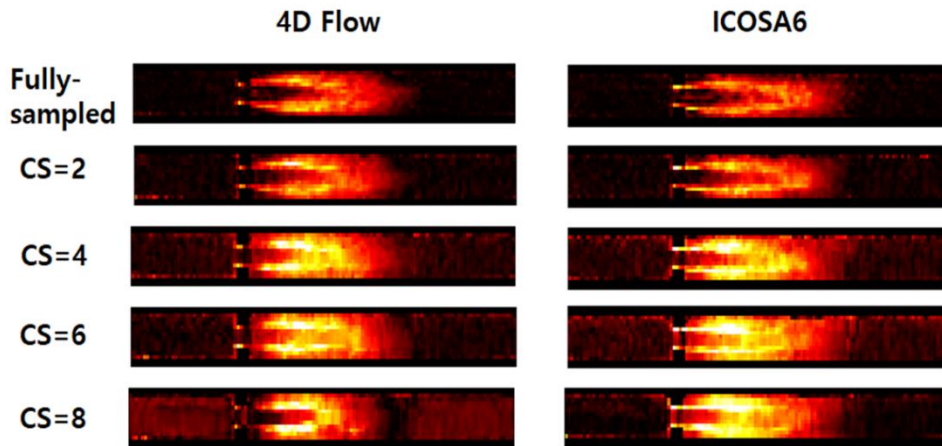 4D Flow ICOSA6
Fully-
sampled
CS=2
CS=4
CS=6
CS=8